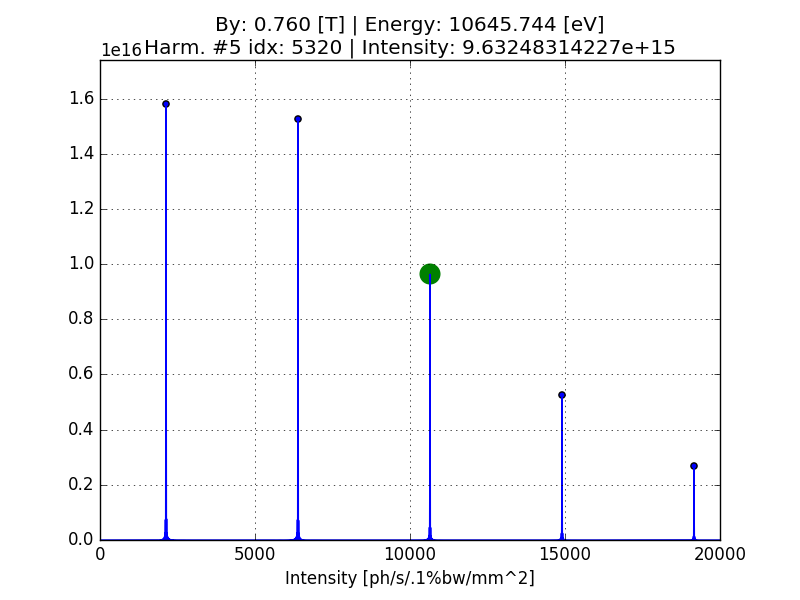 By: 0.760 [T] | Energy: 10645.744 [eV]
1e16 Harm. #5 idx: 5320 | Intensity: 9.63248314227e+15
1.6
1.4
1.2
1.0
0.8
0.6
0.4
0.2
0.0
0 5000 10000 15000 20000
Intensity [ph/s/.1%bw/mm^2]